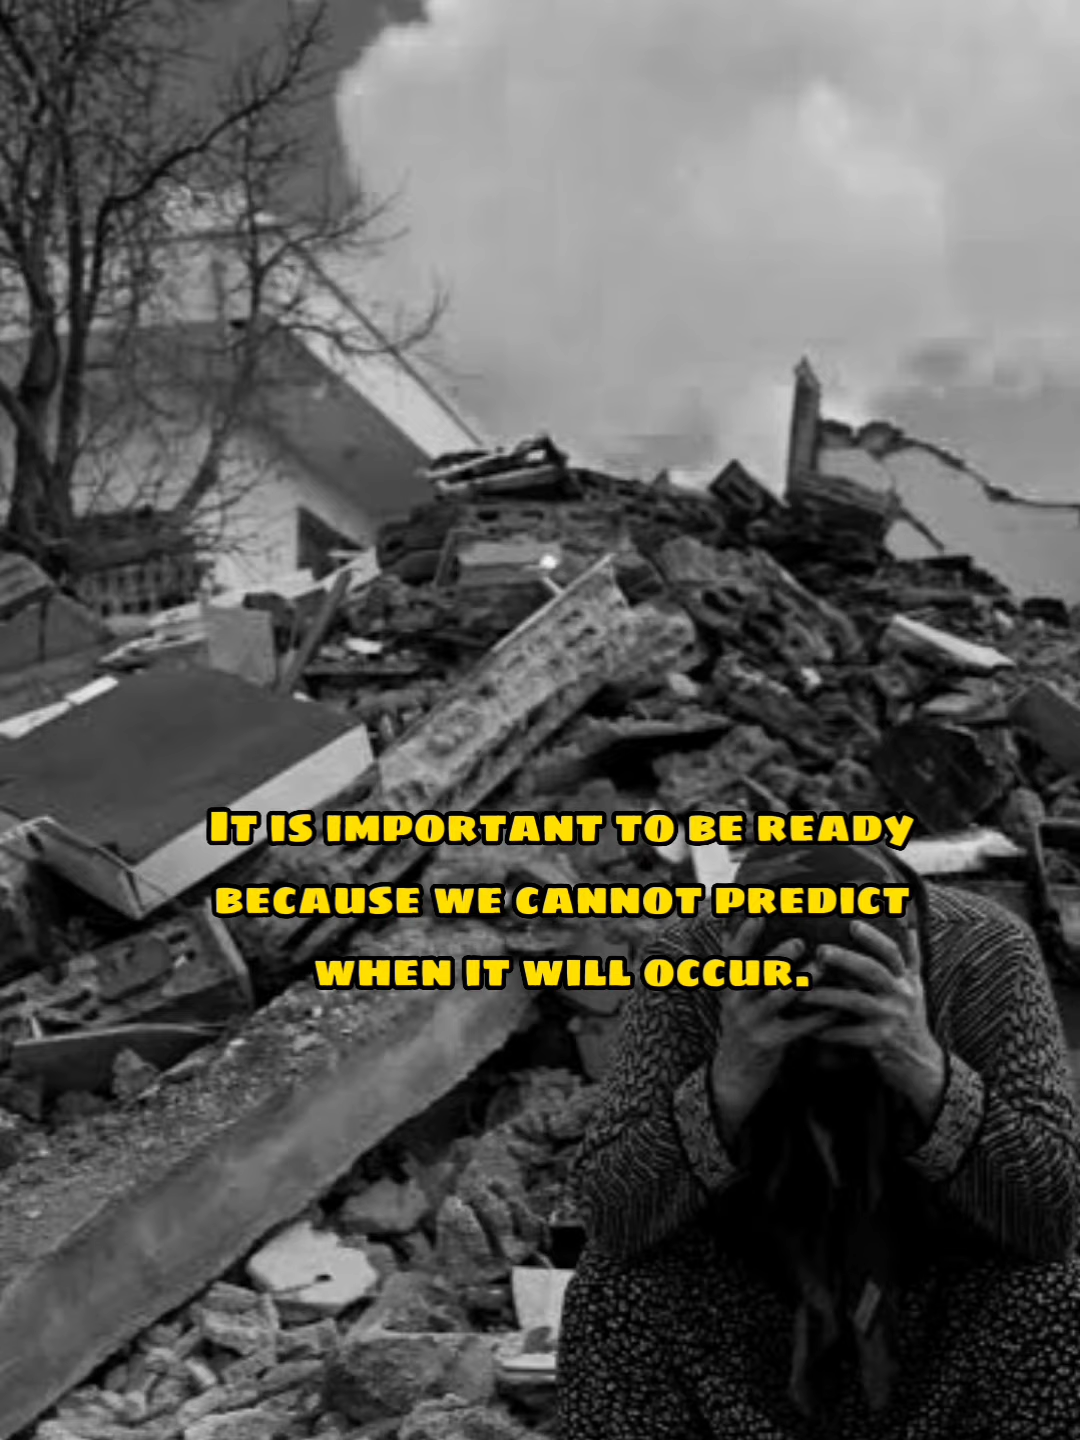 It is important to be ready
because we cannot predict
when it will occur.